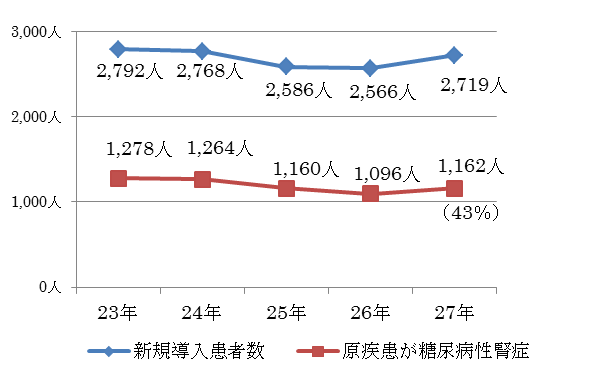 3,000人
2,792人
2,768人
2,586人
2,566人
2,719人
2,000人
1,278人
1,264人
1,160人
1,096人
1,162人
(43%)
1,000人
0人
23年
24年
25年
26年
27年
新規導入患者数
原疾患が糖尿病性腎症